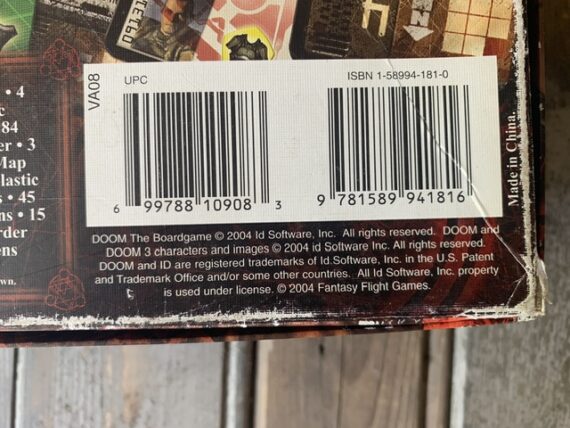 VA08
UPC
ISBN 1-58994-181-0
6 99788 10908 3
9 781589 941816
Made in China.
• 4
c
84
er • 3
Map
lastic
s • 45
ns • 15
rder
ens
own.
DOOM The Boardgame © 2004 Id Software, Inc. All rights reserved. DOOM and
DOOM 3 characters and images © 2004 id Software Inc. All rights reserved.
DOOM and ID are registered trademarks of Id.Software, Inc. in the U.S. Patent
and Trademark Office and/or some other countries. All Id Software, Inc. property
is used under license. © 2004 Fantasy Flight Games.